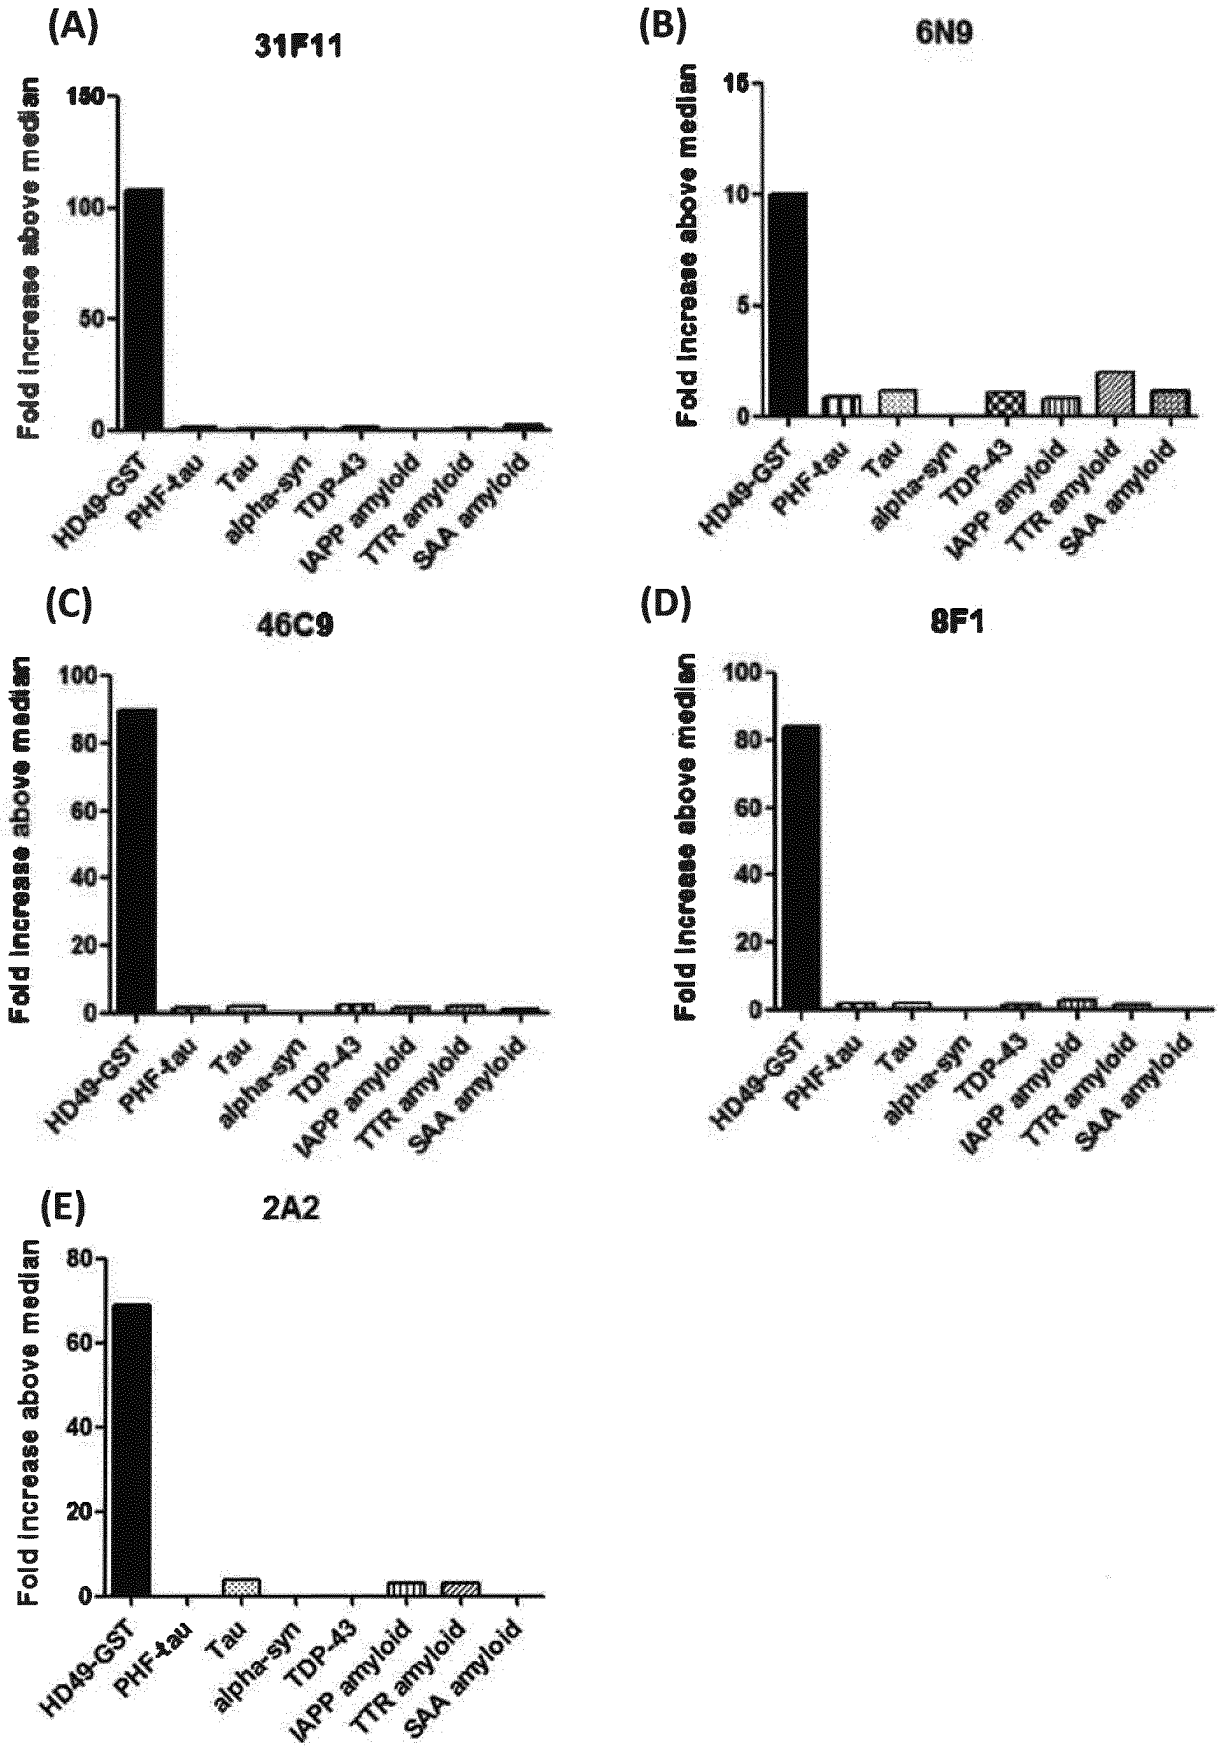 (A)
31F11
Fold increase above median
150
100
50
0
HD49-GST
PHF-tau
Tau
alpha-syn
TDP-43
IAPP amyloid
TTR amyloid
SAA amyloid
(B)
6N9
Fold increase above median
15
10
5
0
HD49-GST
PHF-tau
Tau
alpha-syn
TDP-43
IAPP amyloid
TTR amyloid
SAA amyloid
(C)
46C9
Fold increase above median
100
80
60
40
20
0
HD49-GST
PHF-tau
Tau
alpha-syn
TDP-43
IAPP amyloid
TTR amyloid
SAA amyloid
(D)
8F1
Fold increase above median
100
80
60
40
20
0
HD49-GST
PHF-tau
Tau
alpha-syn
TDP-43
IAPP amyloid
TTR amyloid
SAA amyloid
(E)
2A2
Fold increase above median
80
60
40
20
0
HD49-GST
PHF-tau
Tau
alpha-syn
TDP-43
IAPP amyloid
TTR amyloid
SAA amyloid